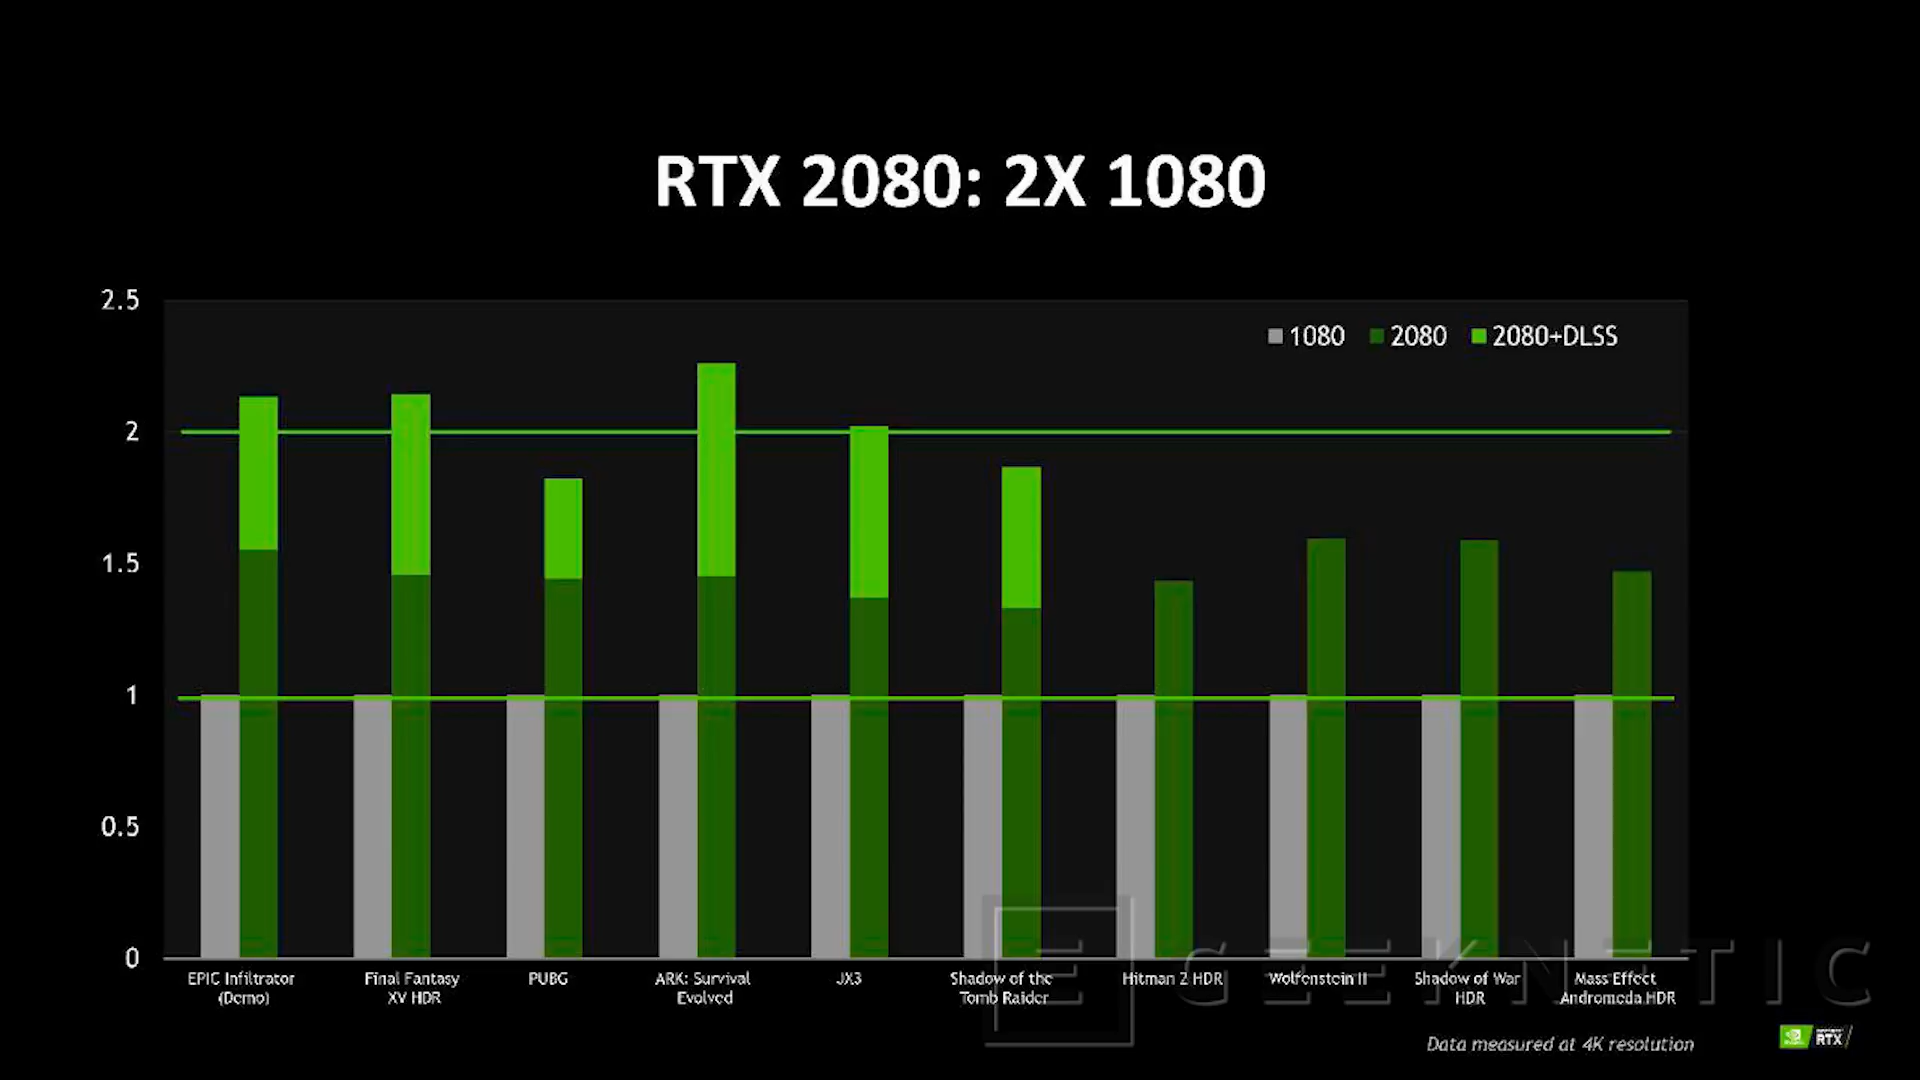 RTX 2080: 2X 1080
2.5
2
1.5
1
0.5
0
1080 2080 2080+DLSS
EPIC Infiltrator
(Demo)
Final Fantasy
XV HDR
PUBG
ARK: Survival
Evolved
JX3
Shadow of the
Tomb Raider
Hitman 2 HDR
Wolfenstein II
Shadow of War
HDR
Mass Effect
Andromeda HDR
E GEEKNETIC
Data measured at 4K resolution
RTX